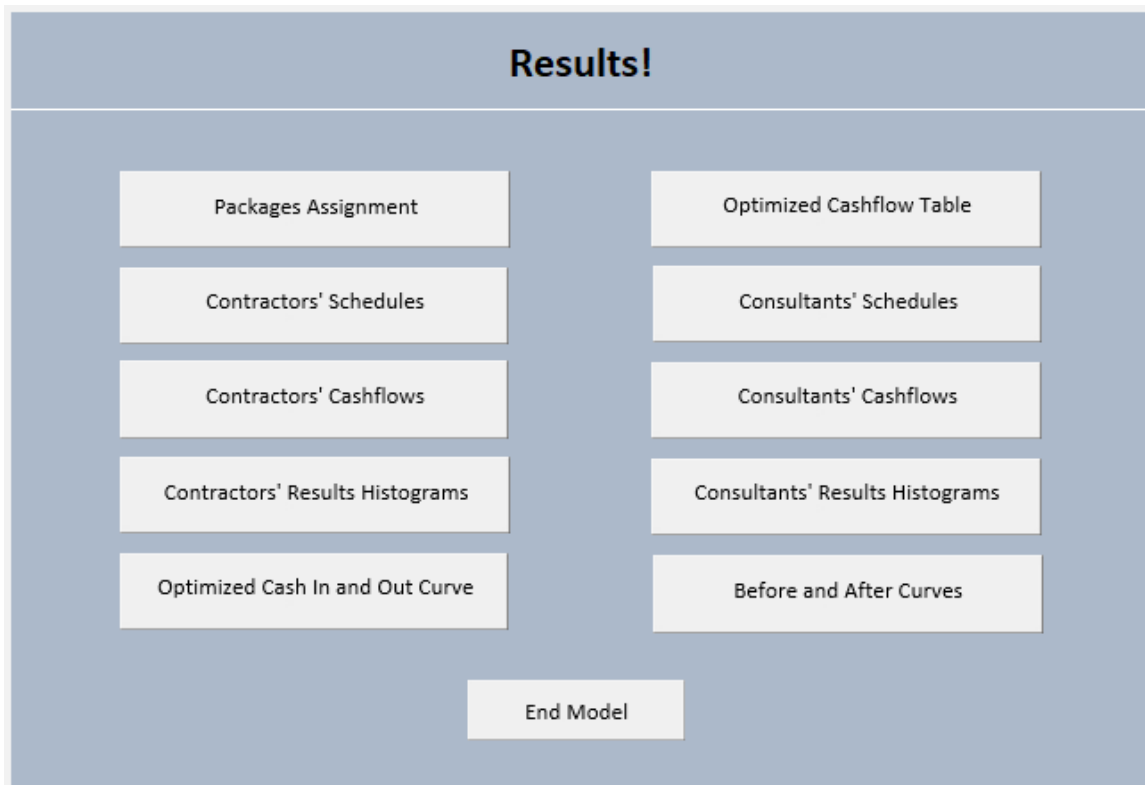 Results!
Packages Assignment
Optimized Cashflow Table
Contractors' Schedules
Consultants' Schedules
Contractors' Cashflows
Consultants' Cashflows
Contractors' Results Histograms
Consultants' Results Histograms
Optimized Cash In and Out Curve
Before and After Curves
End Model